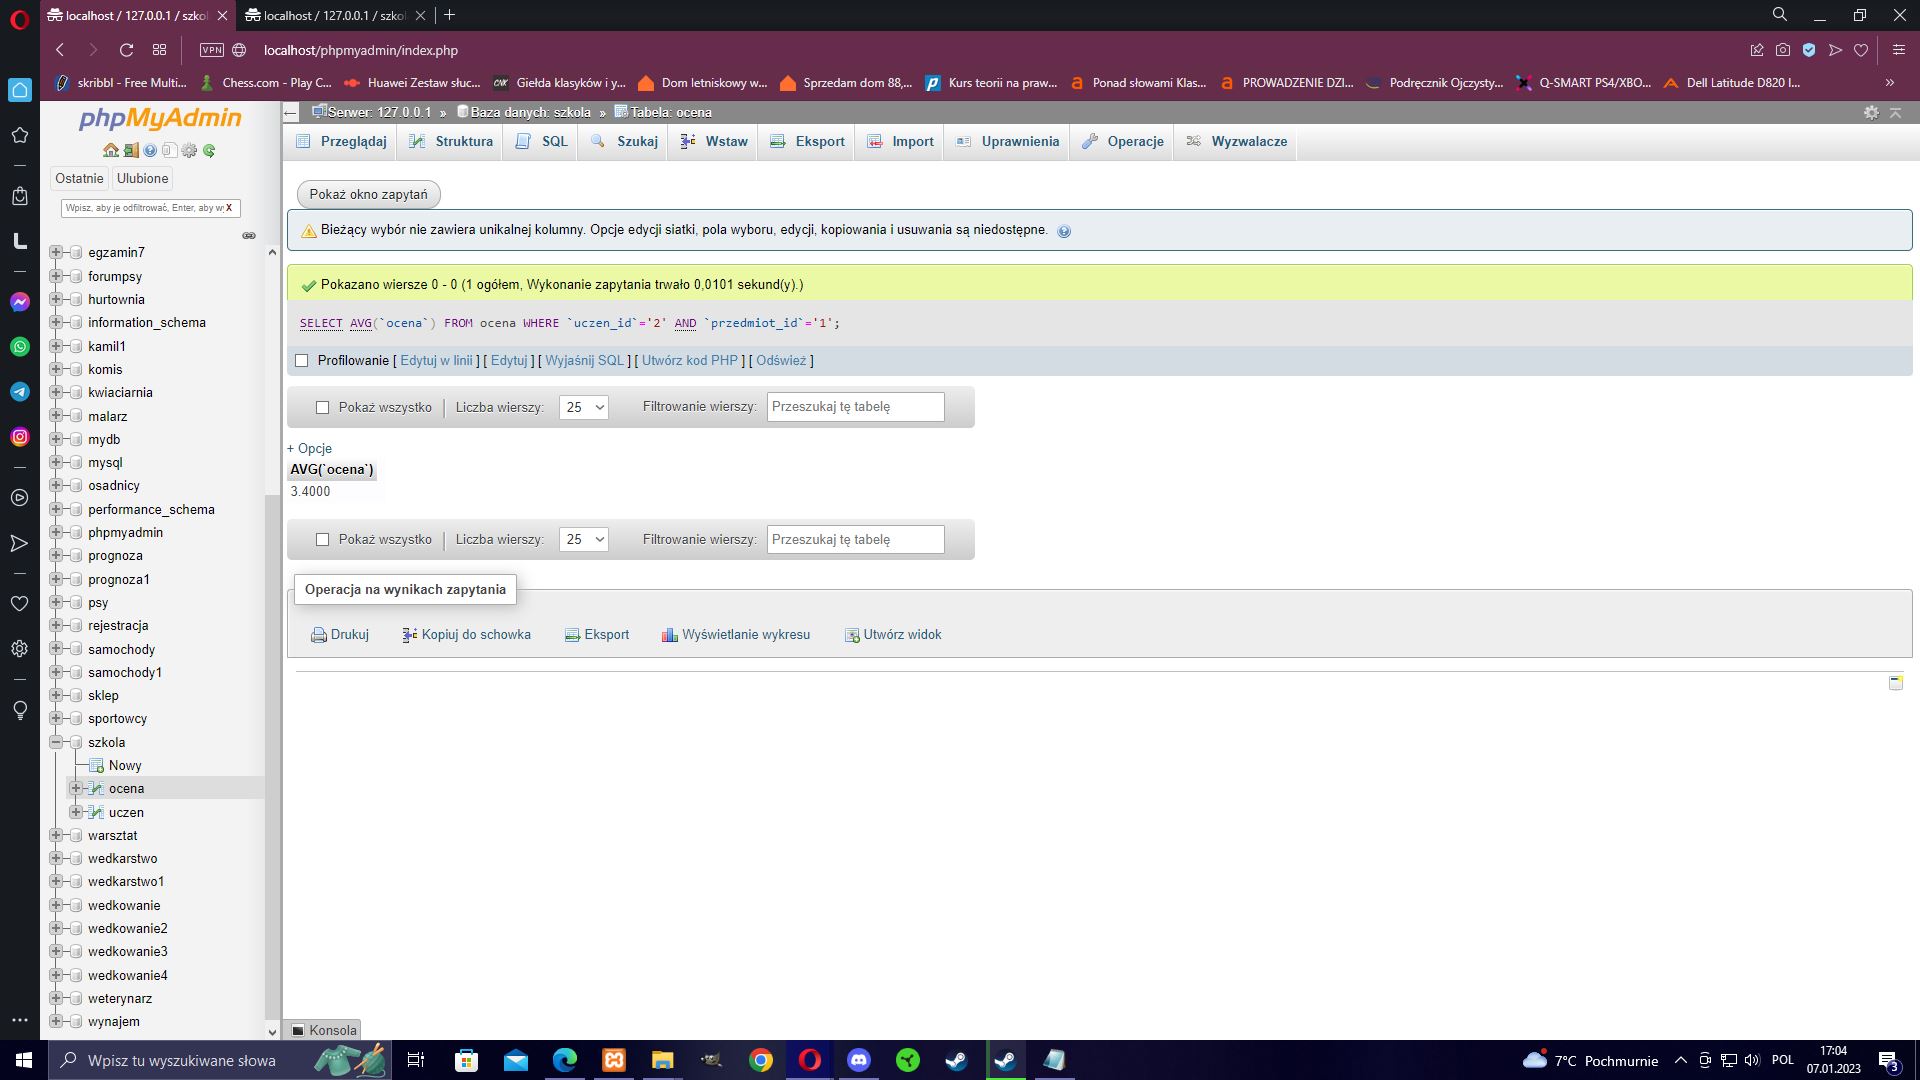 localhost / 127.0.0.1 / szkol
localhost / 127.0.0.1 / szko
VPN
localhost/phpmyadmin/index.php
skribbl - Free Multi...
Chess.com - Play C...
Huawei Zestaw słuc...
Giełda klasyków i y...
Dom letniskowy w...
Sprzedam dom 88,...
Kurs teorii na praw...
Ponad słowami Klas...
PROWADZENIE DZI...
Podręcznik Ojczysty...
Q-SMART PS4/XBO...
Dell Latitude D820 I...
»
phpMyAdmin
Ostatnie
Ulubione
Wpisz, aby je odfiltrować, Enter, aby wy X
egzamin7
forumpsy
hurtownia
information_schema
kamil1
komis
kwiaciarnia
malarz
mydb
mysql
osadnicy
performance_schema
phpmyadmin
prognoza
prognoza1
psy
rejestracja
samochody
samochody1
sklep
sportowcy
szkola
Nowy
ocena
uczen
warsztat
wedkarstwo
wedkarstwo1
wedkowanie
wedkowanie2
wedkowanie3
wedkowanie4
weterynarz
wynajem
Serwer: 127.0.0.1 » Baza danych: szkola » Tabela: ocena
Przeglądaj
Struktura
SQL
Szukaj
Wstaw
Eksport
Import
Uprawnienia
Operacje
Wyzwalacze
Pokaż okno zapytań
Bieżący wybór nie zawiera unikalnej kolumny. Opcje edycji siatki, pola wyboru, edycji, kopiowania i usuwania są niedostępne.
Pokazano wiersze 0 - 0 (1 ogółem, Wykonanie zapytania trwało 0,0101 sekund(y).)
SELECT AVG(`ocena`) FROM ocena WHERE `uczen_id`='2' AND `przedmiot_id`='1';
Profilowanie [ Edytuj w linii ] [ Edytuj ] [ Wyjaśnij SQL ] [ Utwórz kod PHP ] [ Odśwież ]
Pokaż wszystko
Liczba wierszy: 25
Filtrowanie wierszy: Przeszukaj tę tabelę
+ Opcje
AVG(`ocena`)
3.4000
Pokaż wszystko
Liczba wierszy: 25
Filtrowanie wierszy: Przeszukaj tę tabelę
Operacja na wynikach zapytania
Drukuj
Kopiuj do schowka
Eksport
Wyświetlanie wykresu
Utwórz widok
Konsola
Wpisz tu wyszukiwane słowa
7°C Pochmurnie
POL
17:04
07.01.2023
3